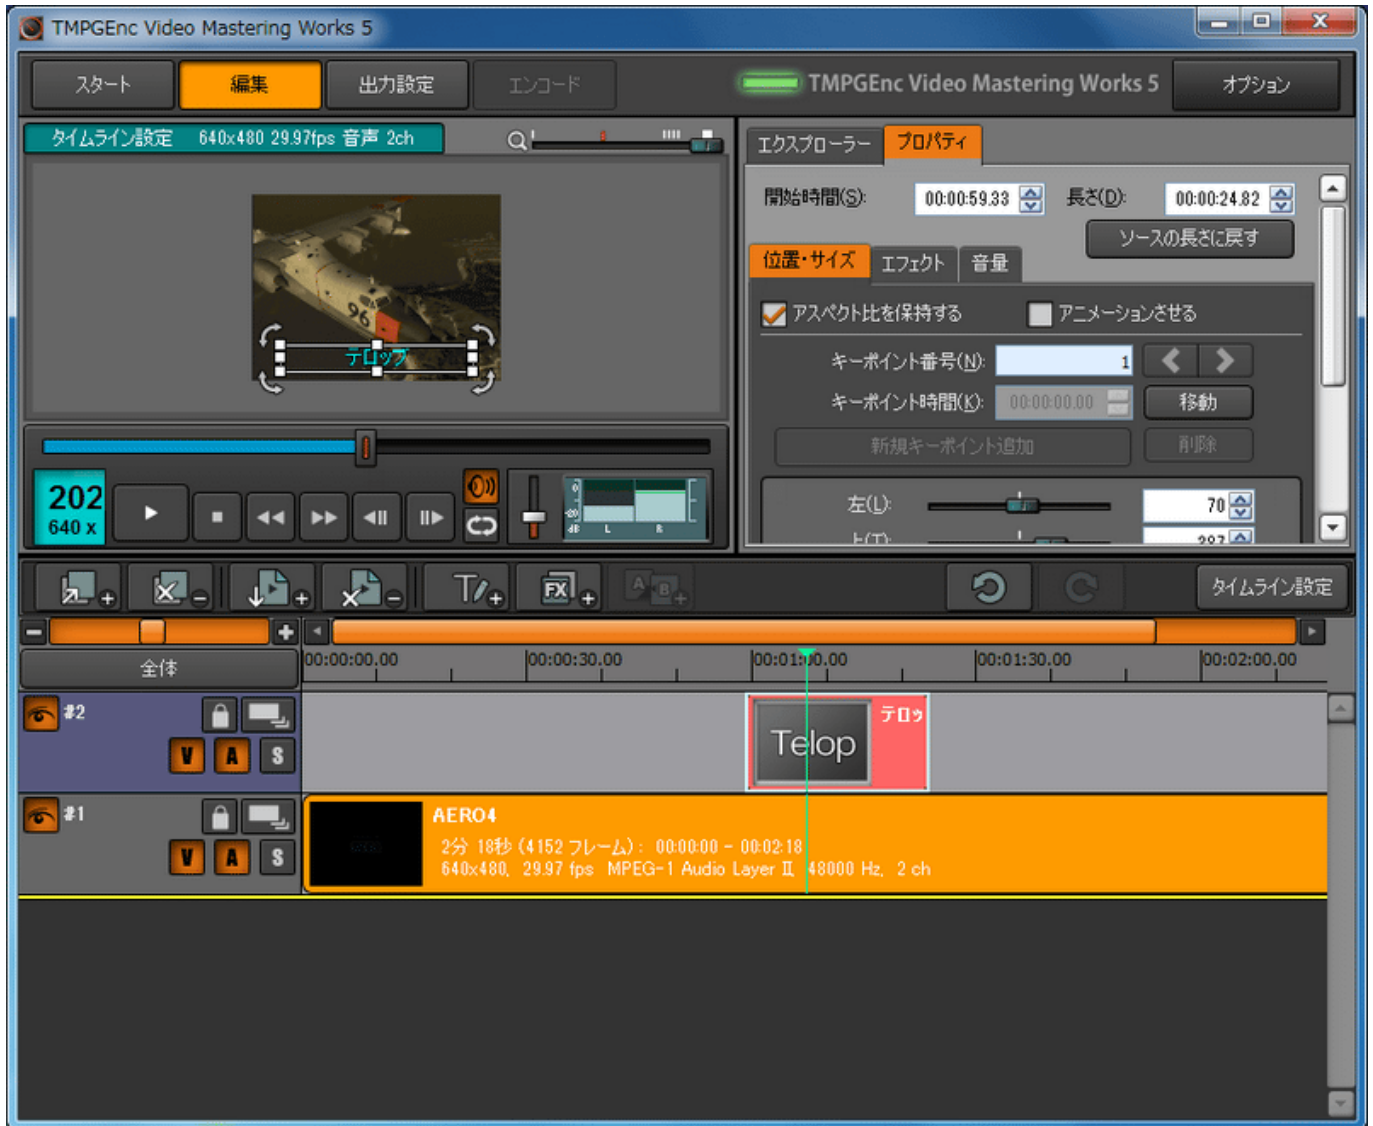 TMPGEnc Video Mastering Works 5
スタート 編集 出力設定 エンコード TMPGEnc Video Mastering Works 5 オプション
タイムライン設定 640x480 29.97fps 音声 2ch
エクスプローラー プロパティ
開始時間(S): 00:00:59.33 長さ(D): 00:00:24.82
ソースの長さに戻す
位置・サイズ エフェクト 音量
アスペクト比を保持する アニメーションさせる
キーポイント番号(N): 1
キーポイント時間(K): 00:00:00.00 移動
新規キーポイント追加 削除
左(L): 70
上(T): 287
96
テロップ
202
640 x
0
-20
dB L R
T FX A B タイムライン設定
全体 00:00:00.00 00:00:30.00 00:01:00.00 00:01:30.00 00:02:00.00
#2
V A S
Telop テロッ
#1
V A S
AERO4
2分 18秒 (4152 フレーム) : 00:00:00 - 00:02:18
640x480, 29.97 fps MPEG-1 Audio Layer II, 48000 Hz, 2 ch